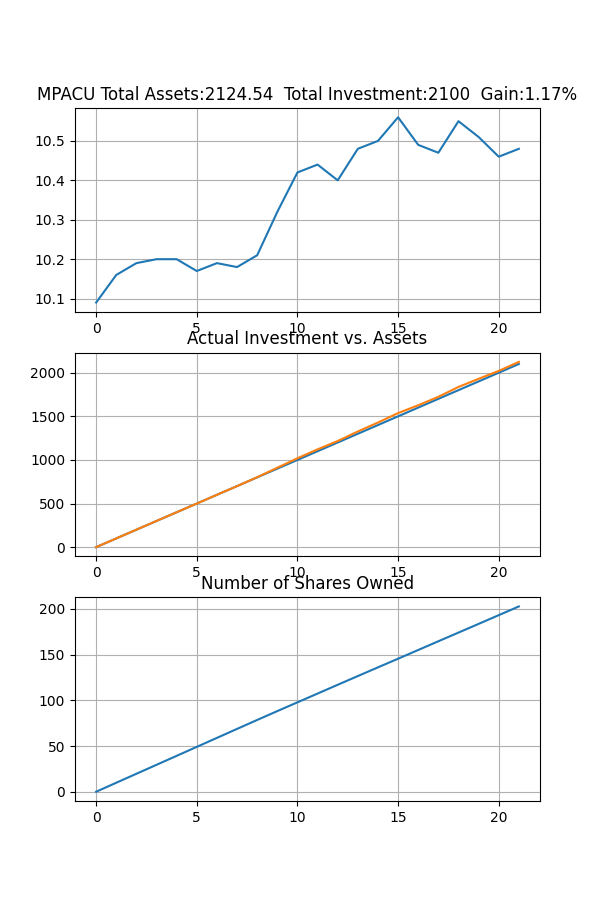 MPACU Total Assets:2124.54  Total Investment:2100  Gain:1.17%
10.5
10.4
10.3
10.2
10.1
0 5 10 15 20
Actual Investment vs. Assets
2000
1500
1000
500
0
0 5 10 15 20
Number of Shares Owned
200
150
100
50
0
0 5 10 15 20